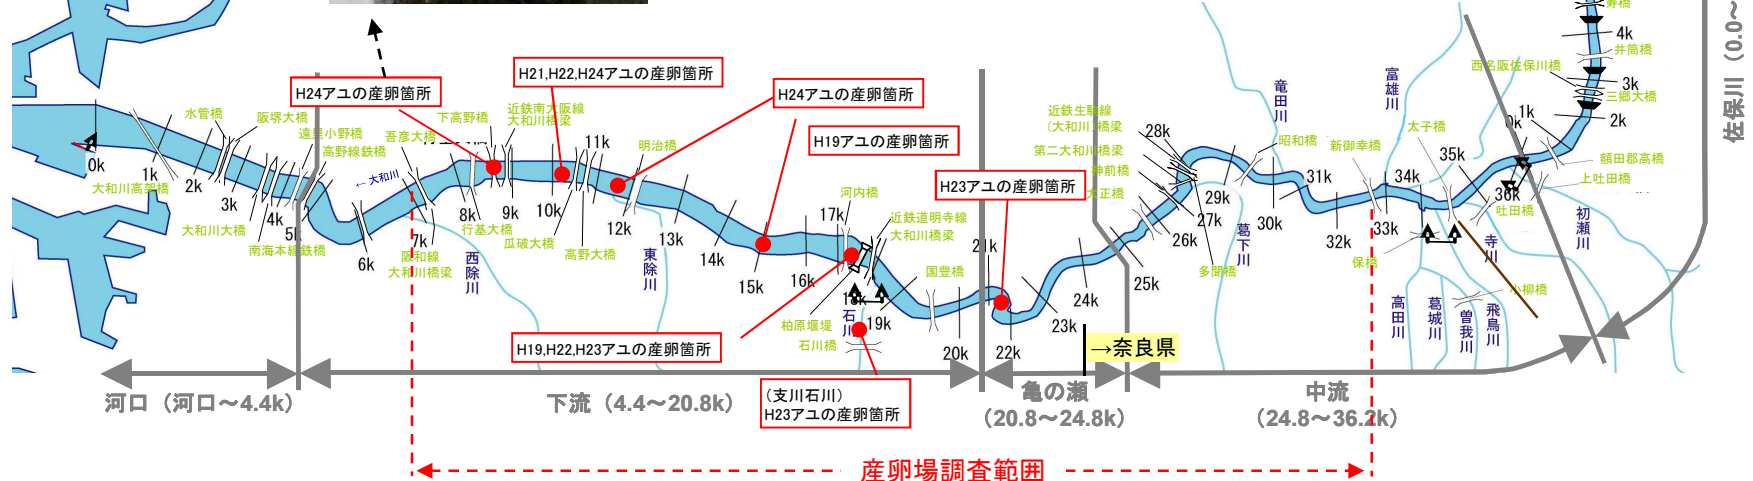 H24アユの産卵箇所
H21,H22,H24アユの産卵箇所
H24アユの産卵箇所
H19アユの産卵箇所
H23アユの産卵箇所
H19,H22,H23アユの産卵箇所
（支川石川）
H23アユの産卵箇所
水管橋
阪堺大橋
遠里小野橋
高野線鉄橋
吾彦大橋
下高野橋
近鉄南大阪線
大和川橋梁
明治橋
河内橋
近鉄道明寺線
大和川橋梁
国豊橋
近鉄生駒線
（大和川)橋梁
第二大和川橋梁
神前橋
大正橋
昭和橋
新御幸橋
太子橋
西名阪佐保川橋
寿橋
井筒橋
三郷大橋
額田部高橋
上吐田橋
吐田橋
大和川高架橋
大和川大橋
南海本線鉄橋
阪和線
大和川橋梁
行基大橋
瓜破大橋
高野大橋
柏原堰堤
石川橋
多聞橋
保橋
小柳橋
← 大和川
西除川
東除川
石川
竜田川
富雄川
葛下川
高田川
葛城川
曽我川
飛鳥川
寺川
初瀬川
佐保川（0.0～
0k
1k
2k
3k
4k
5k
6k
7k
8k
9k
10k
11k
12k
13k
14k
15k
16k
17k
18k
19k
20k
21k
22k
23k
24k
25k
26k
27k
28k
29k
30k
31k
32k
33k
34k
35k
36k
0k
1k
2k
3k
4k
→奈良県
河口（河口～4.4k）
下流（4.4～20.8k）
亀の瀬
（20.8～24.8k）
中流
（24.8～36.2k）
産卵場調査範囲